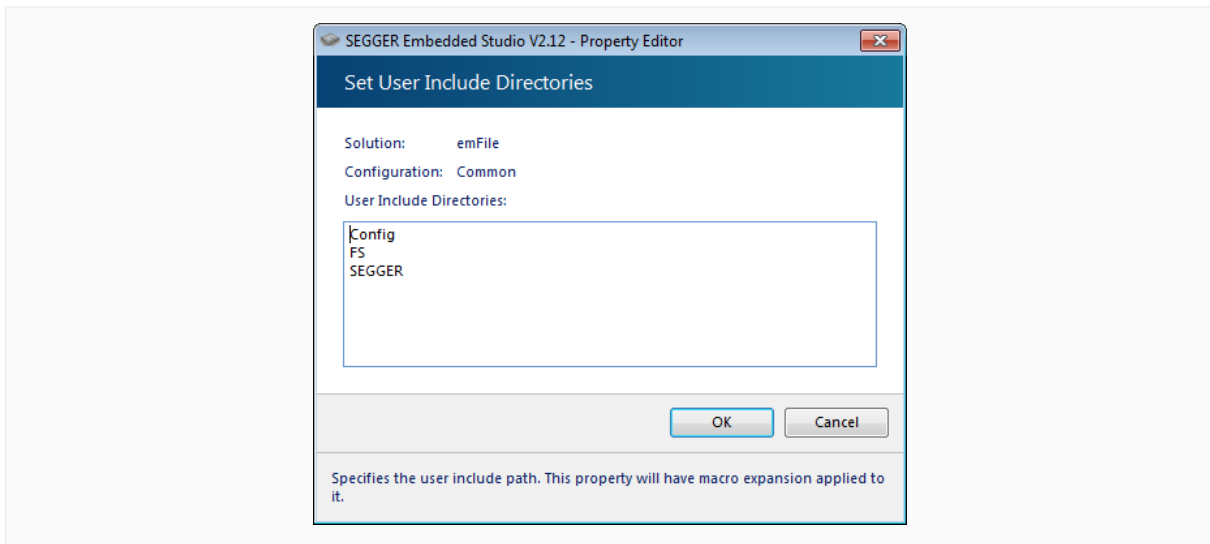 SEGGER Embedded Studio V2.12 - Property Editor
Set User Include Directories
Solution: emFile
Configuration: Common
User Include Directories:
Config
FS
SEGGER
OK Cancel
Specifies the user include path. This property will have macro expansion applied to
it.